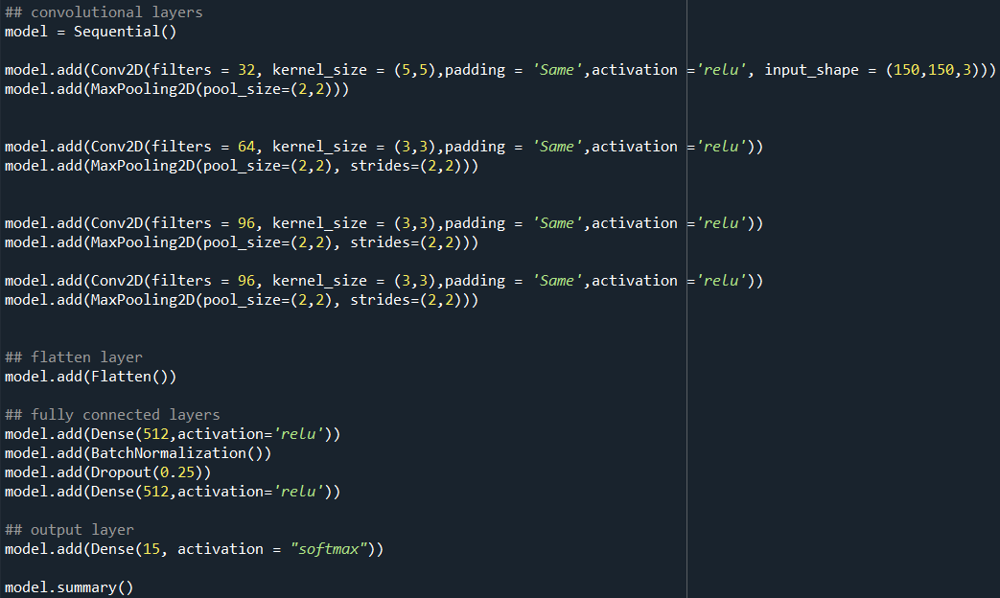 ## convolutional layers
model = Sequential()
model.add(Conv2D(filters = 32, kernel_size = (5,5),padding = 'Same',activation ='relu', input_shape = (150,150,3)))
model.add(MaxPooling2D(pool_size=(2,2)))
model.add(Conv2D(filters = 64, kernel_size = (3,3),padding = 'Same',activation ='relu'))
model.add(MaxPooling2D(pool_size=(2,2), strides=(2,2)))
model.add(Conv2D(filters = 96, kernel_size = (3,3),padding = 'Same',activation ='relu'))
model.add(MaxPooling2D(pool_size=(2,2), strides=(2,2)))
model.add(Conv2D(filters = 96, kernel_size = (3,3),padding = 'Same',activation ='relu'))
model.add(MaxPooling2D(pool_size=(2,2), strides=(2,2)))
## flatten layer
model.add(Flatten())
## fully connected layers
model.add(Dense(512,activation='relu'))
model.add(BatchNormalization())
model.add(Dropout(0.25))
model.add(Dense(512,activation='relu'))
## output layer
model.add(Dense(15, activation = "softmax"))
model.summary()